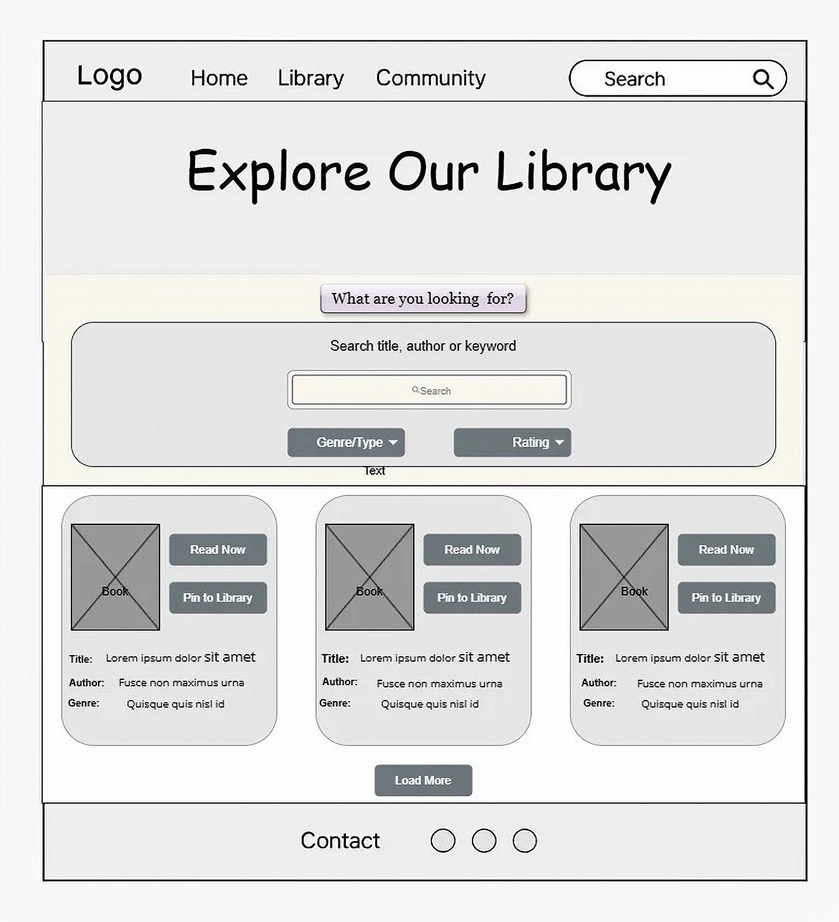 Logo Home Library Community Search
Explore Our Library
What are you looking for?
Search title, author or keyword
Search
Genre/Type Rating
Text
Book
Read Now
Pin to Library
Title: Lorem ipsum dolor sit amet
Author: Fusce non maximus urna
Genre: Quisque quis nisl id
Book
Read Now
Pin to Library
Title: Lorem ipsum dolor sit amet
Author: Fusce non maximus urna
Genre: Quisque quis nisl id
Book
Read Now
Pin to Library
Title: Lorem ipsum dolor sit amet
Author: Fusce non maximus urna
Genre: Quisque quis nisl id
Load More
Contact